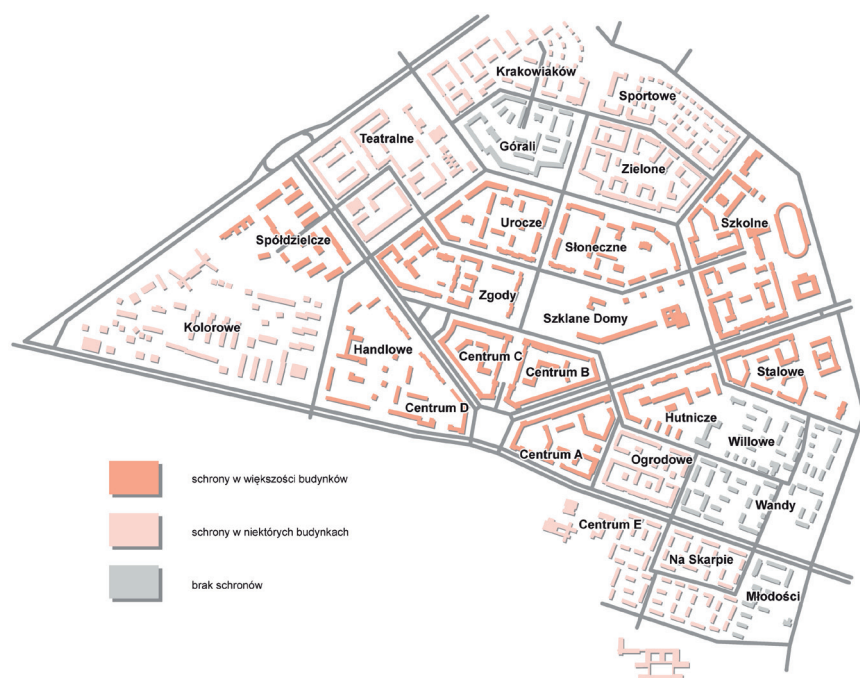 Krakowiaków
Sportowe
Teatralne
Górali
Zielone
Spółdzielcze
Urocze
Szkolne
Słoneczne
Zgody
Szklane Domy
Kolorowe
Handlowe
Centrum C
Centrum B
Stalowe
Centrum D
Hutnicze
Willowe
Centrum A
Ogrodowe
Wandy
Centrum E
Na Skarpie
Młodości
schrony w większości budynków
schrony w niektórych budynkach
brak schronów